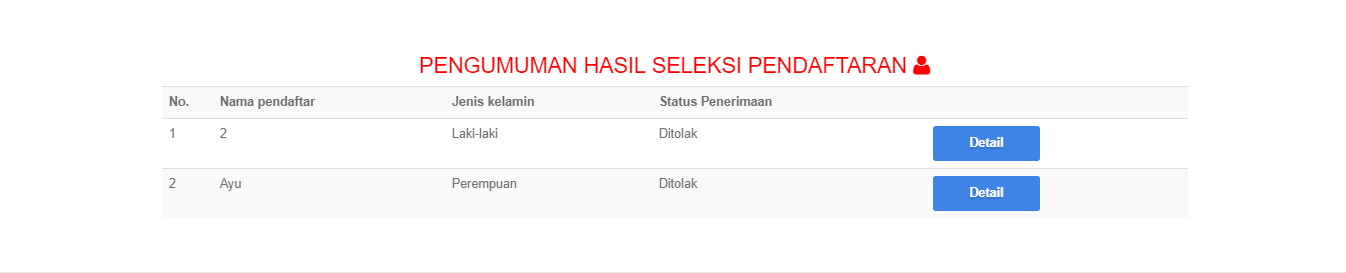 PENGUMUMAN HASIL SELEKSI PENDAFTARAN
No. Nama pendaftar Jenis kelamin Status Penerimaan
1 2 Laki-laki Ditolak Detail
2 Ayu Perempuan Ditolak Detail